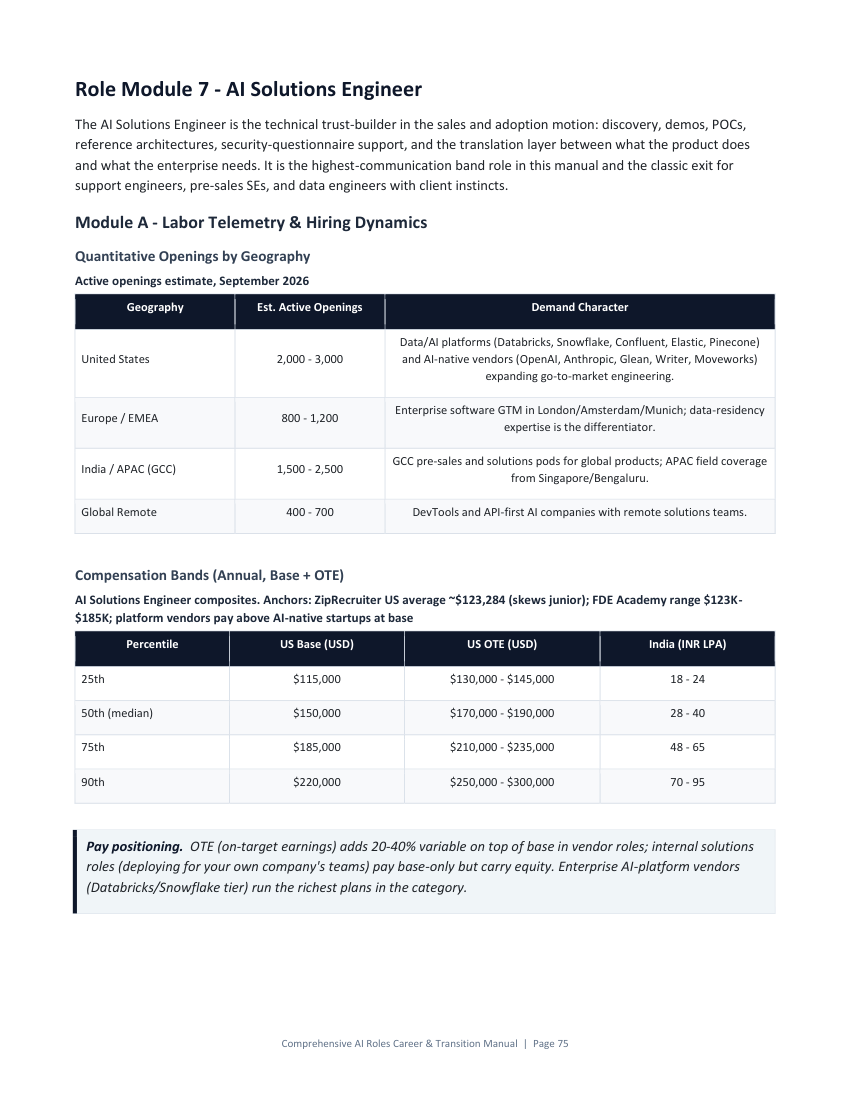 Role Module 7 - AI Solutions Engineer
The AI Solutions Engineer is the technical trust-builder in the sales and adoption motion: discovery, demos, POCs,
reference architectures, security-questionnaire support, and the translation layer between what the product does
and what the enterprise needs. It is the highest-communication band role in this manual and the classic exit for
support engineers, pre-sales SEs, and data engineers with client instincts.
Module A - Labor Telemetry & Hiring Dynamics
Quantitative Openings by Geography
Active openings estimate, September 2026
Geography Est. Active Openings Demand Character
Data/AI platforms (Databricks, Snowflake, Confluent, Elastic, Pinecone)
United States 2,000 - 3,000 and AI-native vendors (OpenAI, Anthropic, Glean, Writer, Moveworks)
expanding go-to-market engineering.
Europe / EMEA 800 - 1,200 Enterprise software GTM in London/Amsterdam/Munich; data-residency
expertise is the differentiator.
India / APAC (GCC) 1,500 - 2,500 GCC pre-sales and solutions pods for global products; APAC field coverage
from Singapore/Bengaluru.
Global Remote 400 - 700 DevTools and API-first AI companies with remote solutions teams.
Compensation Bands (Annual, Base + OTE)
AI Solutions Engineer composites. Anchors: ZipRecruiter US average ~$123,284 (skews junior); FDE Academy range $123K-
$185K; platform vendors pay above AI-native startups at base
Percentile US Base (USD) US OTE (USD) India (INR LPA)
25th $115,000 $130,000 - $145,000 18 - 24
50th (median) $150,000 $170,000 - $190,000 28 - 40
75th $185,000 $210,000 - $235,000 48 - 65
90th $220,000 $250,000 - $300,000 70 - 95
Pay positioning. OTE (on-target earnings) adds 20-40% variable on top of base in vendor roles; internal solutions
roles (deploying for your own company's teams) pay base-only but carry equity. Enterprise AI-platform vendors
(Databricks/Snowflake tier) run the richest plans in the category.
Comprehensive AI Roles Career & Transition Manual | Page 75